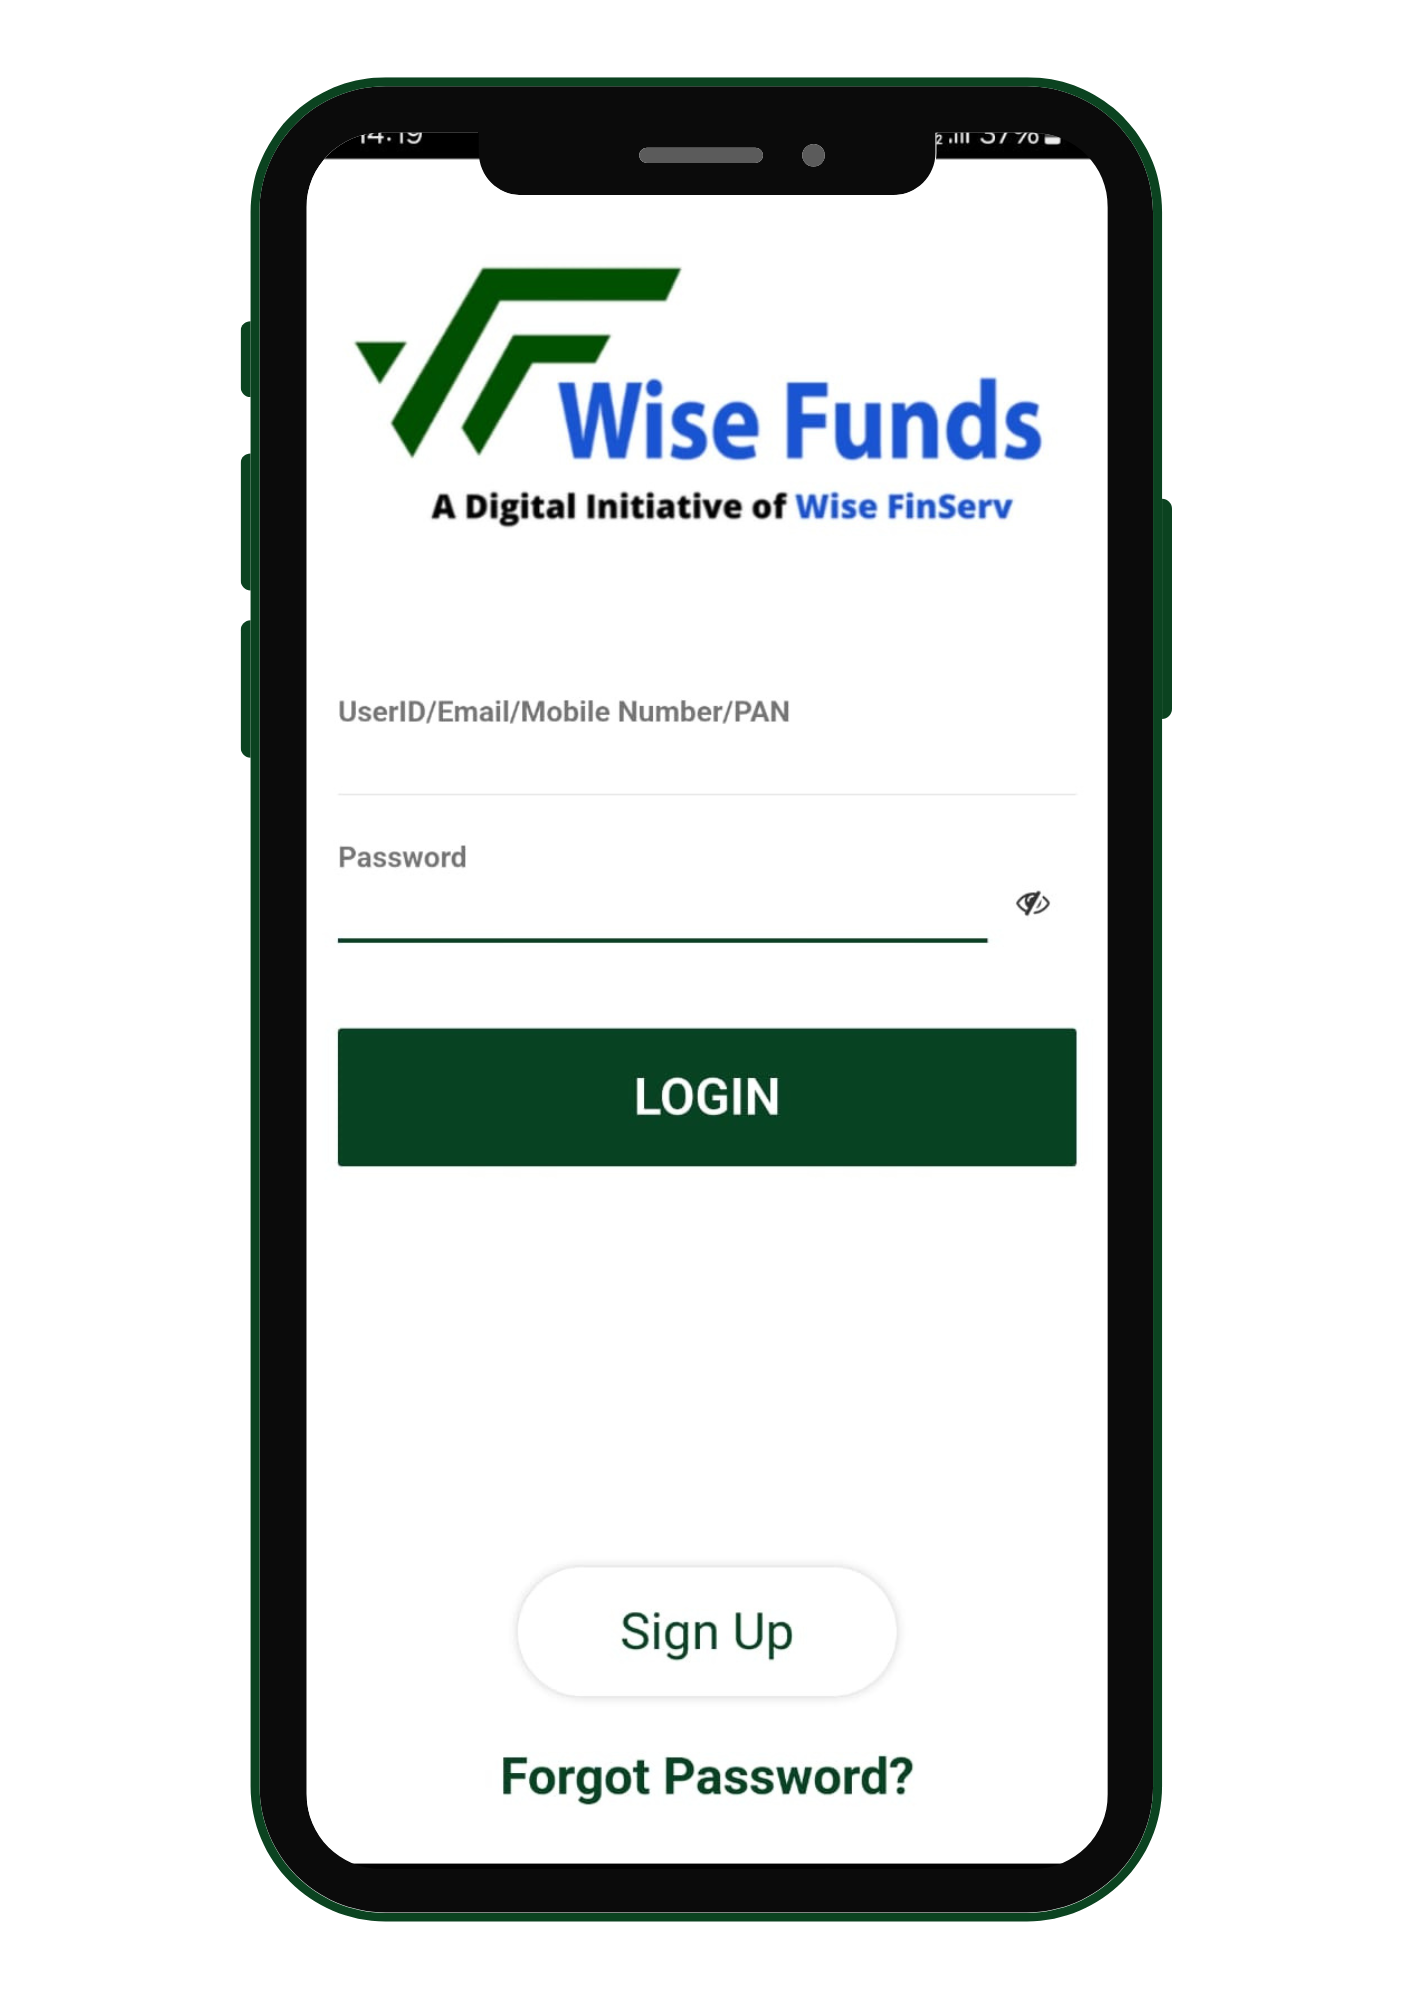 14:19
37%
Wise Funds
A Digital Initiative of Wise FinServ
UserID/Email/Mobile Number/PAN
Password
LOGIN
Sign Up
Forgot Password?